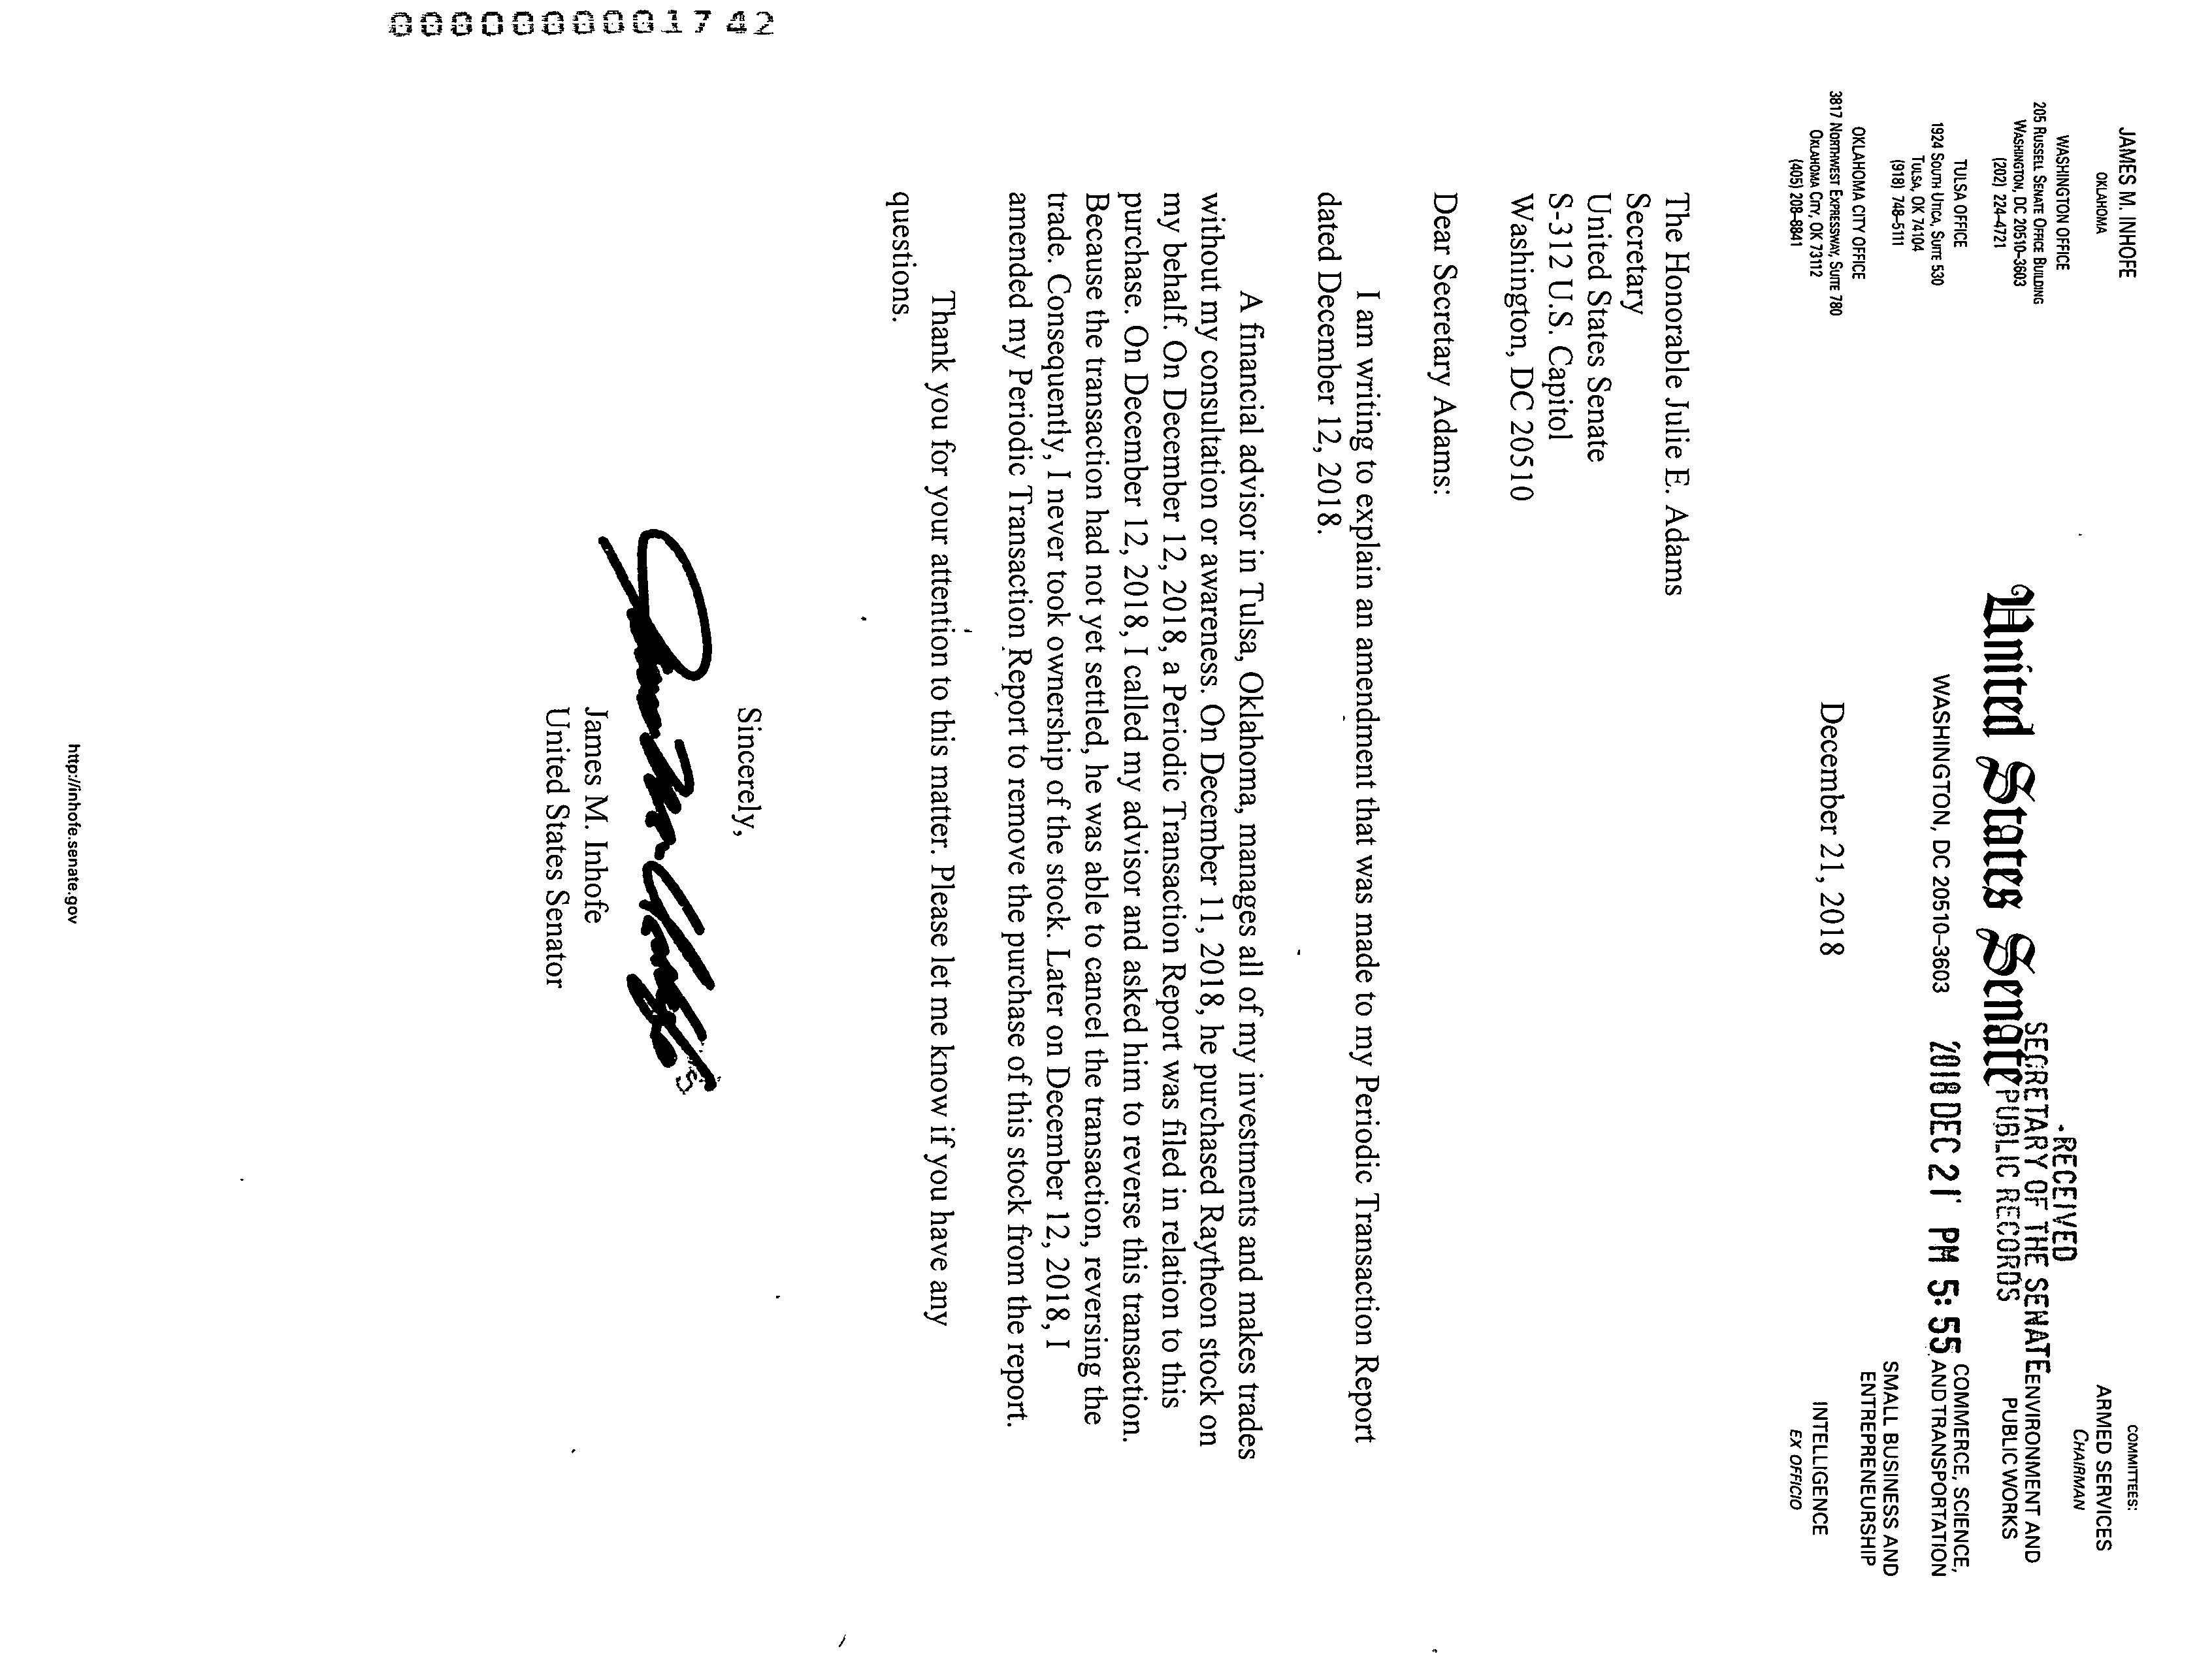 0000000001742
JAMES M. INHOFE
OKLAHOMA
WASHINGTON OFFICE
205 RUSSELL SENATE OFFICE BUILDING
WASHINGTON, DC 20510–3603
(202) 224–4721
TULSA OFFICE
1924 SOUTH UTICA, SUITE 530
TULSA, OK 74104
(918) 748–5111
OKLAHOMA CITY OFFICE
3817 NORTHWEST EXPRESSWAY, SUITE 780
OKLAHOMA CITY, OK 73112
(405) 208–8841
United States Senate
WASHINGTON, DC 20510–3603
RECEIVED
SECRETARY OF THE SENATE
PUBLIC RECORDS
2018 DEC 21 PM 5:55
COMMITTEES:
ARMED SERVICES
CHAIRMAN
ENVIRONMENT AND
PUBLIC WORKS
COMMERCE, SCIENCE,
AND TRANSPORTATION
SMALL BUSINESS AND
ENTREPRENEURSHIP
INTELLIGENCE
EX OFFICIO
December 21, 2018
The Honorable Julie E. Adams
Secretary
United States Senate
S-312 U.S. Capitol
Washington, DC 20510
Dear Secretary Adams:
I am writing to explain an amendment that was made to my Periodic Transaction Report
dated December 12, 2018.
A financial advisor in Tulsa, Oklahoma, manages all of my investments and makes trades
without my consultation or awareness. On December 11, 2018, he purchased Raytheon stock on
my behalf. On December 12, 2018, a Periodic Transaction Report was filed in relation to this
purchase. On December 12, 2018, I called my advisor and asked him to reverse this transaction.
Because the transaction had not yet settled, he was able to cancel the transaction, reversing the
trade. Consequently, I never took ownership of the stock. Later on December 12, 2018, I
amended my Periodic Transaction Report to remove the purchase of this stock from the report.
Thank you for your attention to this matter. Please let me know if you have any
questions.
Sincerely,
James M. Inhofe
United States Senator
http://inhofe.senate.gov